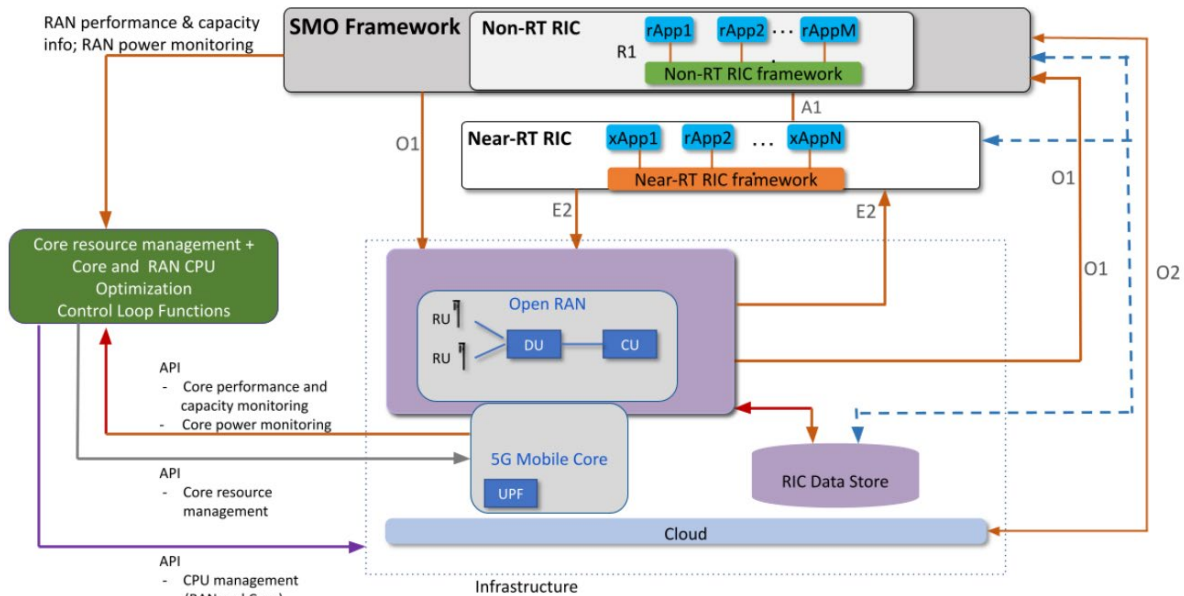 RAN performance & capacity
info; RAN power monitoring
SMO Framework
Non-RT RIC
rApp1
rApp2
...
rAppM
R1
Non-RT RIC framework
A1
O1
Near-RT RIC
xApp1
rApp2
...
xAppN
Near-RT RIC framework
E2
E2
O1
O1
O2
Core resource management +
Core and RAN CPU
Optimization
Control Loop Functions
Open RAN
RU
RU
DU
CU
API
- Core performance and
capacity monitoring
- Core power monitoring
5G Mobile Core
UPF
RIC Data Store
API
- Core resource
management
Cloud
API
- CPU management
(RAN and Core)
Infrastructure